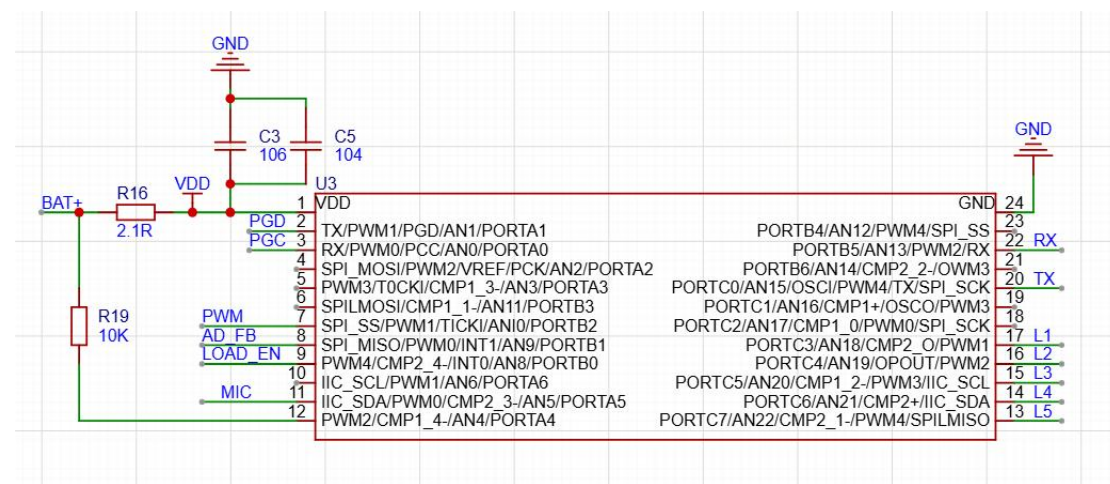 GND
C3
106
C5
104
GND
BAT+
R16
2.1R
VDD
U3
R19
10K
1 VDD
PGD 2 TX/PWM1/PGD/AN1/PORTA1
PGC 3 RX/PWM0/PCC/AN0/PORTA0
4 SPI_MOSI/PWM2/VREF/PCK/AN2/PORTA2
5 PWM3/T0CKI/CMP1_3-/AN3/PORTA3
6 SPILMOSI/CMP1_1-/AN11/PORTB3
PWM 7 SPI_SS/PWM1/TICKI/ANI0/PORTB2
AD_FB 8 SPI_MISO/PWM0/INT1/AN9/PORTB1
LOAD_EN 9 PWM4/CMP2_4-/INT0/AN8/PORTB0
10 IIC_SCL/PWM1/AN6/PORTA6
MIC 11 IIC_SDA/PWM0/CMP2_3-/AN5/PORTA5
12 PWM2/CMP1_4-/AN4/PORTA4
GND 24
PORTB4/AN12/PWM4/SPI_SS 23
PORTB5/AN13/PWM2/RX 22 RX
PORTB6/AN14/CMP2_2-/OWM3 21
PORTC0/AN15/OSCI/PWM4/TX/SPI_SCK 20 TX
PORTC1/AN16/CMP1+/OSCO/PWM3 19
PORTC2/AN17/CMP1_0/PWM0/SPI_SCK 18
PORTC3/AN18/CMP2_O/PWM1 17 L1
PORTC4/AN19/OPOUT/PWM2 16 L2
PORTC5/AN20/CMP1_2-/PWM3/IIC_SCL 15 L3
PORTC6/AN21/CMP2+/IIC_SDA 14 L4
PORTC7/AN22/CMP2_1-/PWM4/SPILMISO 13 L5